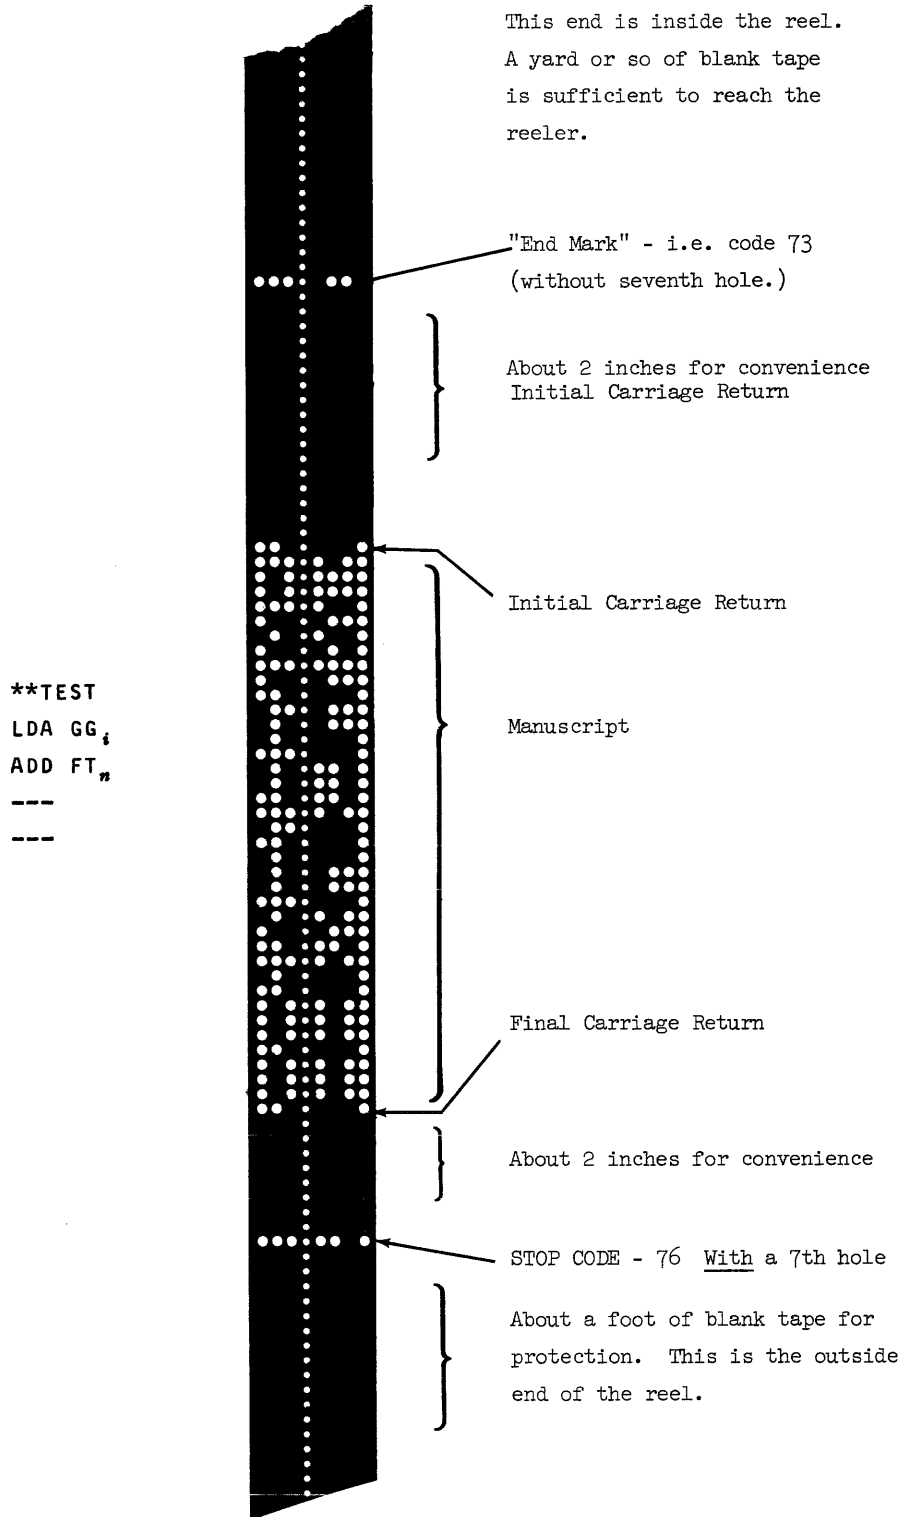 This end is inside the reel.
A yard or so of blank tape
is sufficient to reach the
reeler.
"End Mark" - i.e. code 73
(without seventh hole.)
About 2 inches for convenience
Initial Carriage Return
Initial Carriage Return
**TEST
LDA GGᵢ
ADD FTₙ
---
---
Manuscript
Final Carriage Return
About 2 inches for convenience
STOP CODE - 76 With a 7th hole
About a foot of blank tape for
protection. This is the outside
end of the reel.